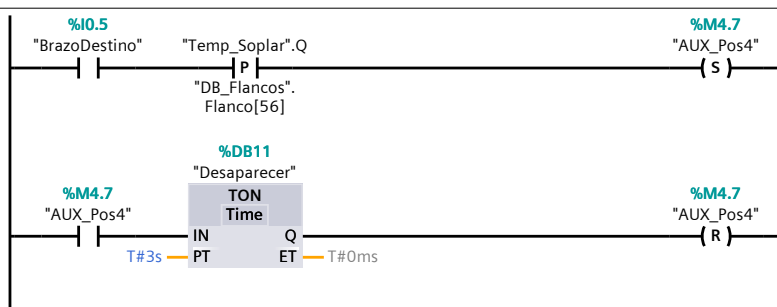 %I0.5
"BrazoDestino"
"Temp_Soplar".Q
%M4.7
"AUX_Pos4"
P
S
"DB_Flancos".
Flanco[56]
%DB11
"Desaparecer"
%M4.7
"AUX_Pos4"
TON
Time
%M4.7
"AUX_Pos4"
IN
Q
R
T#3s
PT
ET
T#0ms